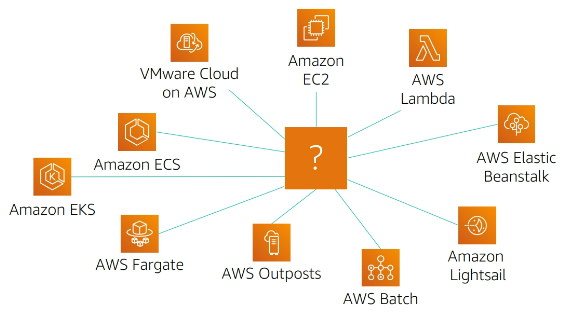 Amazon
EC2
VMware Cloud
on AWS
AWS
Lambda
?
Amazon ECS
AWS Elastic
Beanstalk
K
Amazon EKS
AWS Fargate
AWS Outposts
AWS Batch
Amazon
Lightsail